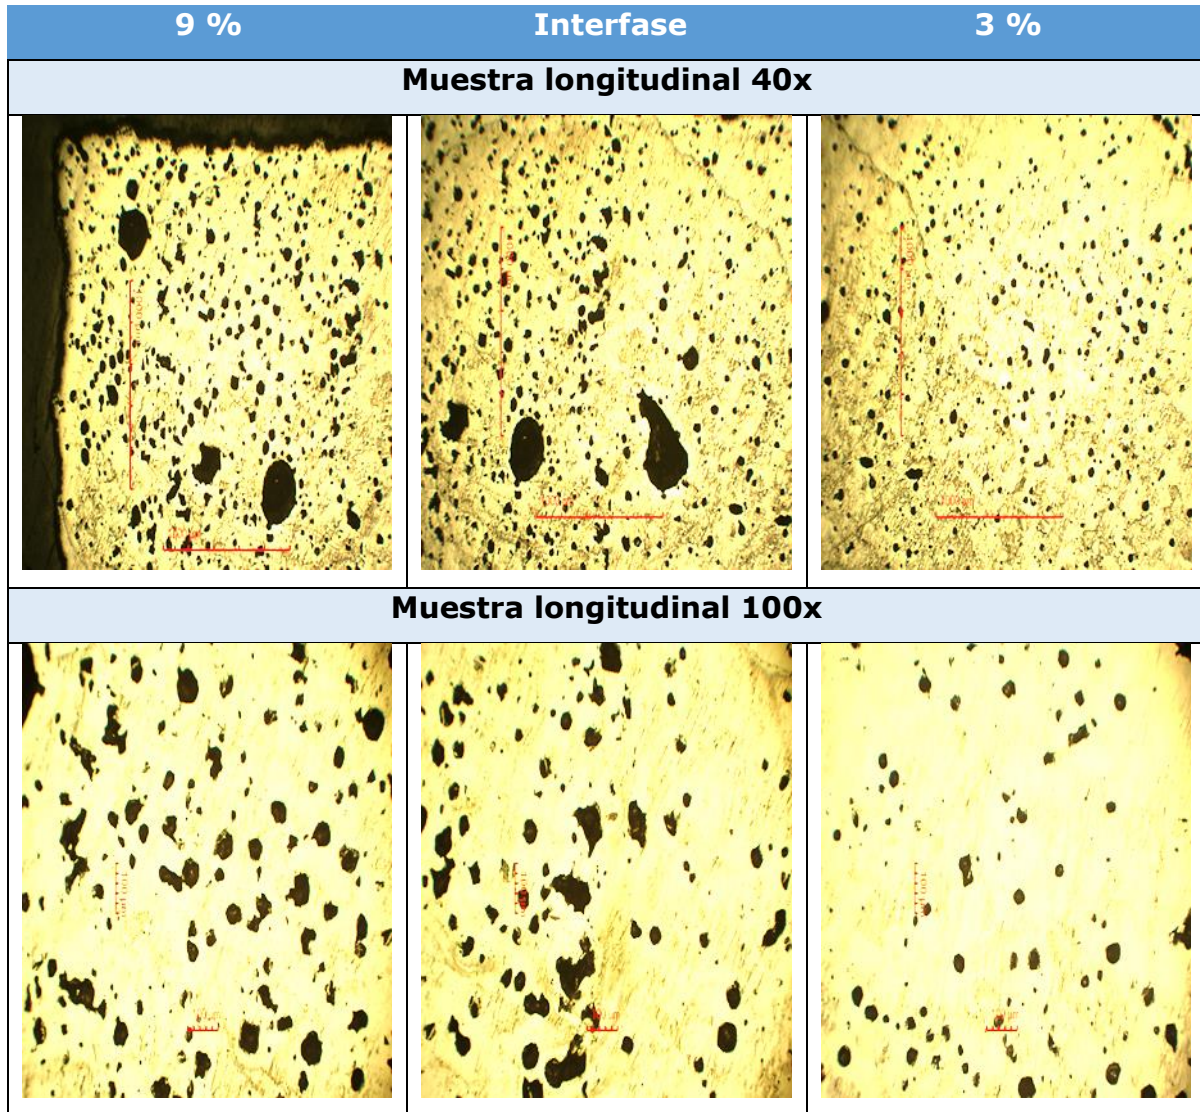 9 %
Interfase
3 %
Muestra longitudinal 40x
Muestra longitudinal 100x